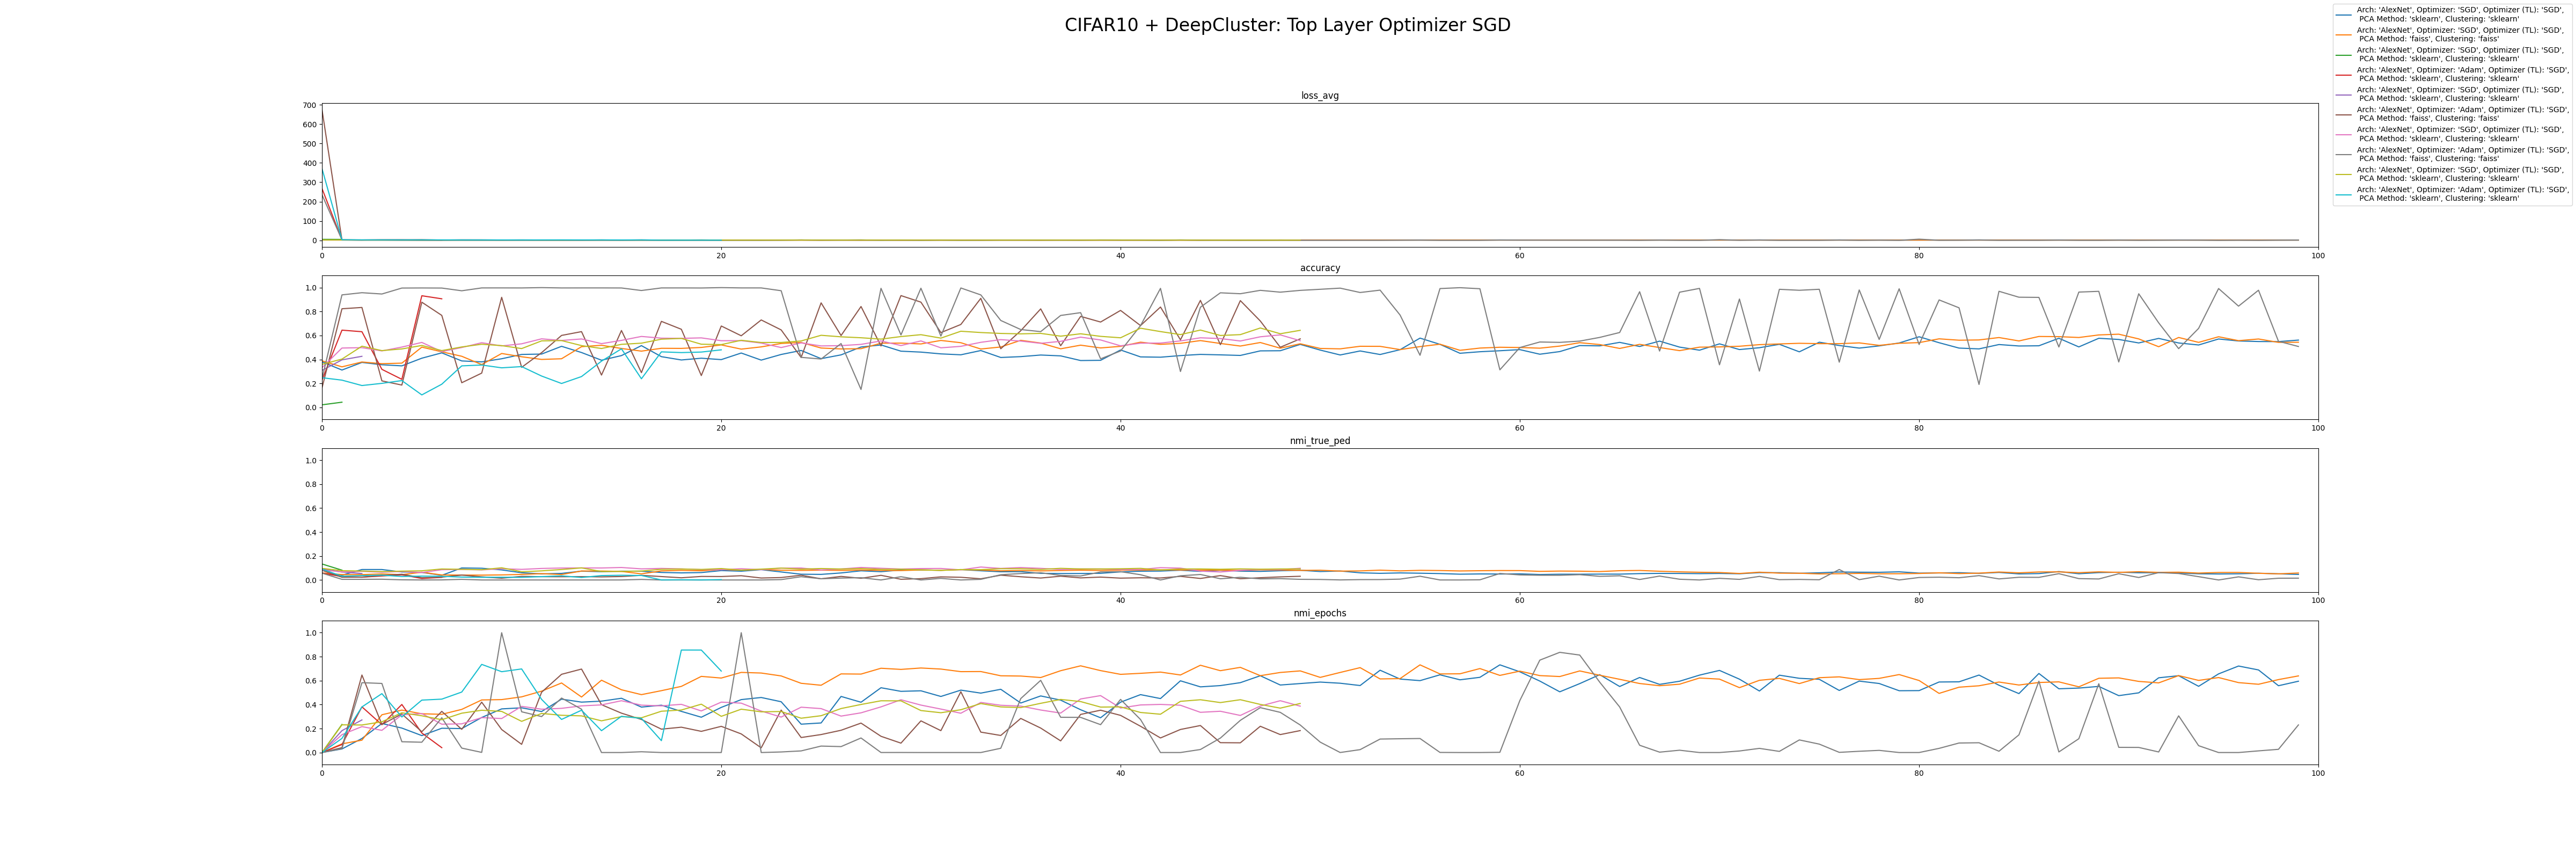 CIFAR10 + DeepCluster: Top Layer Optimizer SGD
Arch: 'AlexNet', Optimizer: 'SGD', Optimizer (TL): 'SGD',
PCA Method: 'sklearn', Clustering: 'sklearn'
Arch: 'AlexNet', Optimizer: 'SGD', Optimizer (TL): 'SGD',
PCA Method: 'faiss', Clustering: 'faiss'
Arch: 'AlexNet', Optimizer: 'SGD', Optimizer (TL): 'SGD',
PCA Method: 'sklearn', Clustering: 'sklearn'
Arch: 'AlexNet', Optimizer: 'Adam', Optimizer (TL): 'SGD',
PCA Method: 'sklearn', Clustering: 'sklearn'
Arch: 'AlexNet', Optimizer: 'SGD', Optimizer (TL): 'SGD',
PCA Method: 'sklearn', Clustering: 'sklearn'
Arch: 'AlexNet', Optimizer: 'Adam', Optimizer (TL): 'SGD',
PCA Method: 'faiss', Clustering: 'faiss'
Arch: 'AlexNet', Optimizer: 'SGD', Optimizer (TL): 'SGD',
PCA Method: 'sklearn', Clustering: 'sklearn'
Arch: 'AlexNet', Optimizer: 'Adam', Optimizer (TL): 'SGD',
PCA Method: 'faiss', Clustering: 'faiss'
Arch: 'AlexNet', Optimizer: 'SGD', Optimizer (TL): 'SGD',
PCA Method: 'sklearn', Clustering: 'sklearn'
Arch: 'AlexNet', Optimizer: 'Adam', Optimizer (TL): 'SGD',
PCA Method: 'sklearn', Clustering: 'sklearn'
loss_avg
700
600
500
400
300
200
100
0
0 20 40 60 80 100
accuracy
1.0
0.8
0.6
0.4
0.2
0.0
0 20 40 60 80 100
nmi_true_ped
1.0
0.8
0.6
0.4
0.2
0.0
0 20 40 60 80 100
nmi_epochs
1.0
0.8
0.6
0.4
0.2
0.0
0 20 40 60 80 100